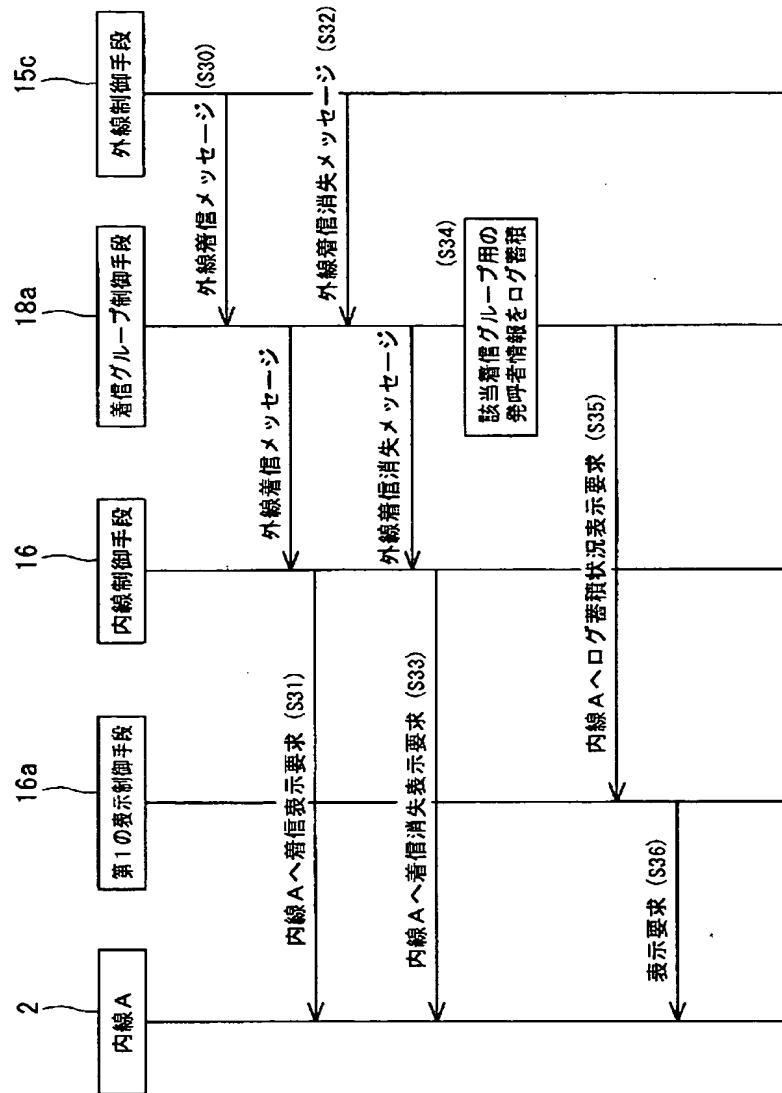 2
内線A
16a
第1の表示制御手段
16
内線制御手段
18a
着信グループ制御手段
15c
外線制御手段
外線着信メッセージ (S30)
外線着信メッセージ
内線Aへ着信表示要求 (S31)
外線着信消失メッセージ (S32)
外線着信消失メッセージ
内線Aへ着信消失表示要求 (S33)
(S34)
該当着信グループ用の
発呼者情報をログ蓄積
内線Aへログ蓄積状況表示要求 (S35)
表示要求 (S36)